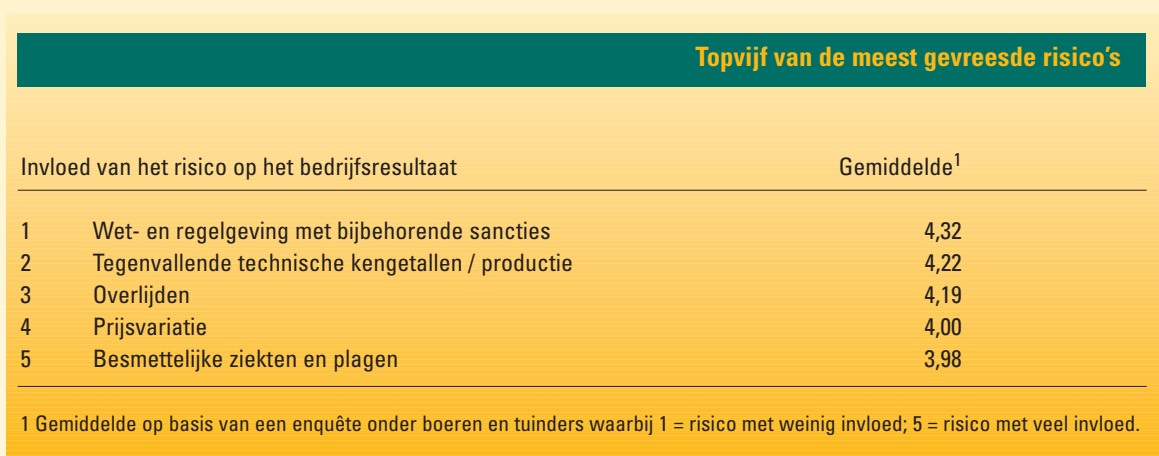 Topvijf van de meest gevreesde risico's
Invloed van het risico op het bedrijfsresultaat Gemiddelde1
1 Wet- en regelgeving met bijbehorende sancties 4,32
2 Tegenvallende technische kengetallen / productie 4,22
3 Overlijden 4,19
4 Prijsvariatie 4,00
5 Besmettelijke ziekten en plagen 3,98
1 Gemiddelde op basis van een enquête onder boeren en tuinders waarbij 1 = risico met weinig invloed; 5 = risico met veel invloed.